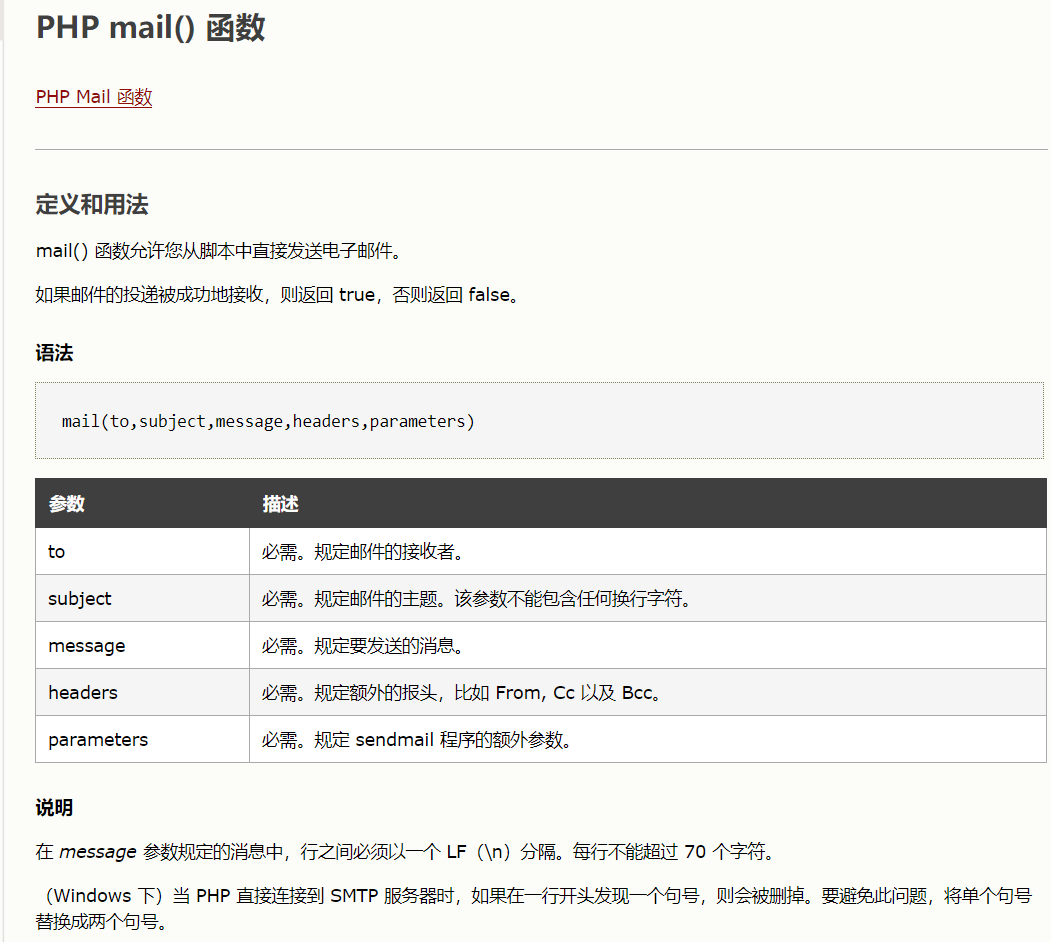 PHP mail() 函数
PHP Mail 函数
定义和用法
mail() 函数允许您从脚本中直接发送电子邮件。
如果邮件的投递被成功地接收，则返回 true，否则返回 false。
语法
mail(to,subject,message,headers,parameters)
参数 描述
to 必需。规定邮件的接收者。
subject 必需。规定邮件的主题。该参数不能包含任何换行字符。
message 必需。规定要发送的消息。
headers 必需。规定额外的报头，比如 From, Cc 以及 Bcc。
parameters 必需。规定 sendmail 程序的额外参数。
说明
在 message 参数规定的消息中，行之间必须以一个 LF（\n）分隔。每行不能超过 70 个字符。
（Windows 下）当 PHP 直接连接到 SMTP 服务器时，如果在一行开头发现一个句号，则会被删掉。要避免此问题，将单个句号
替换成两个句号。